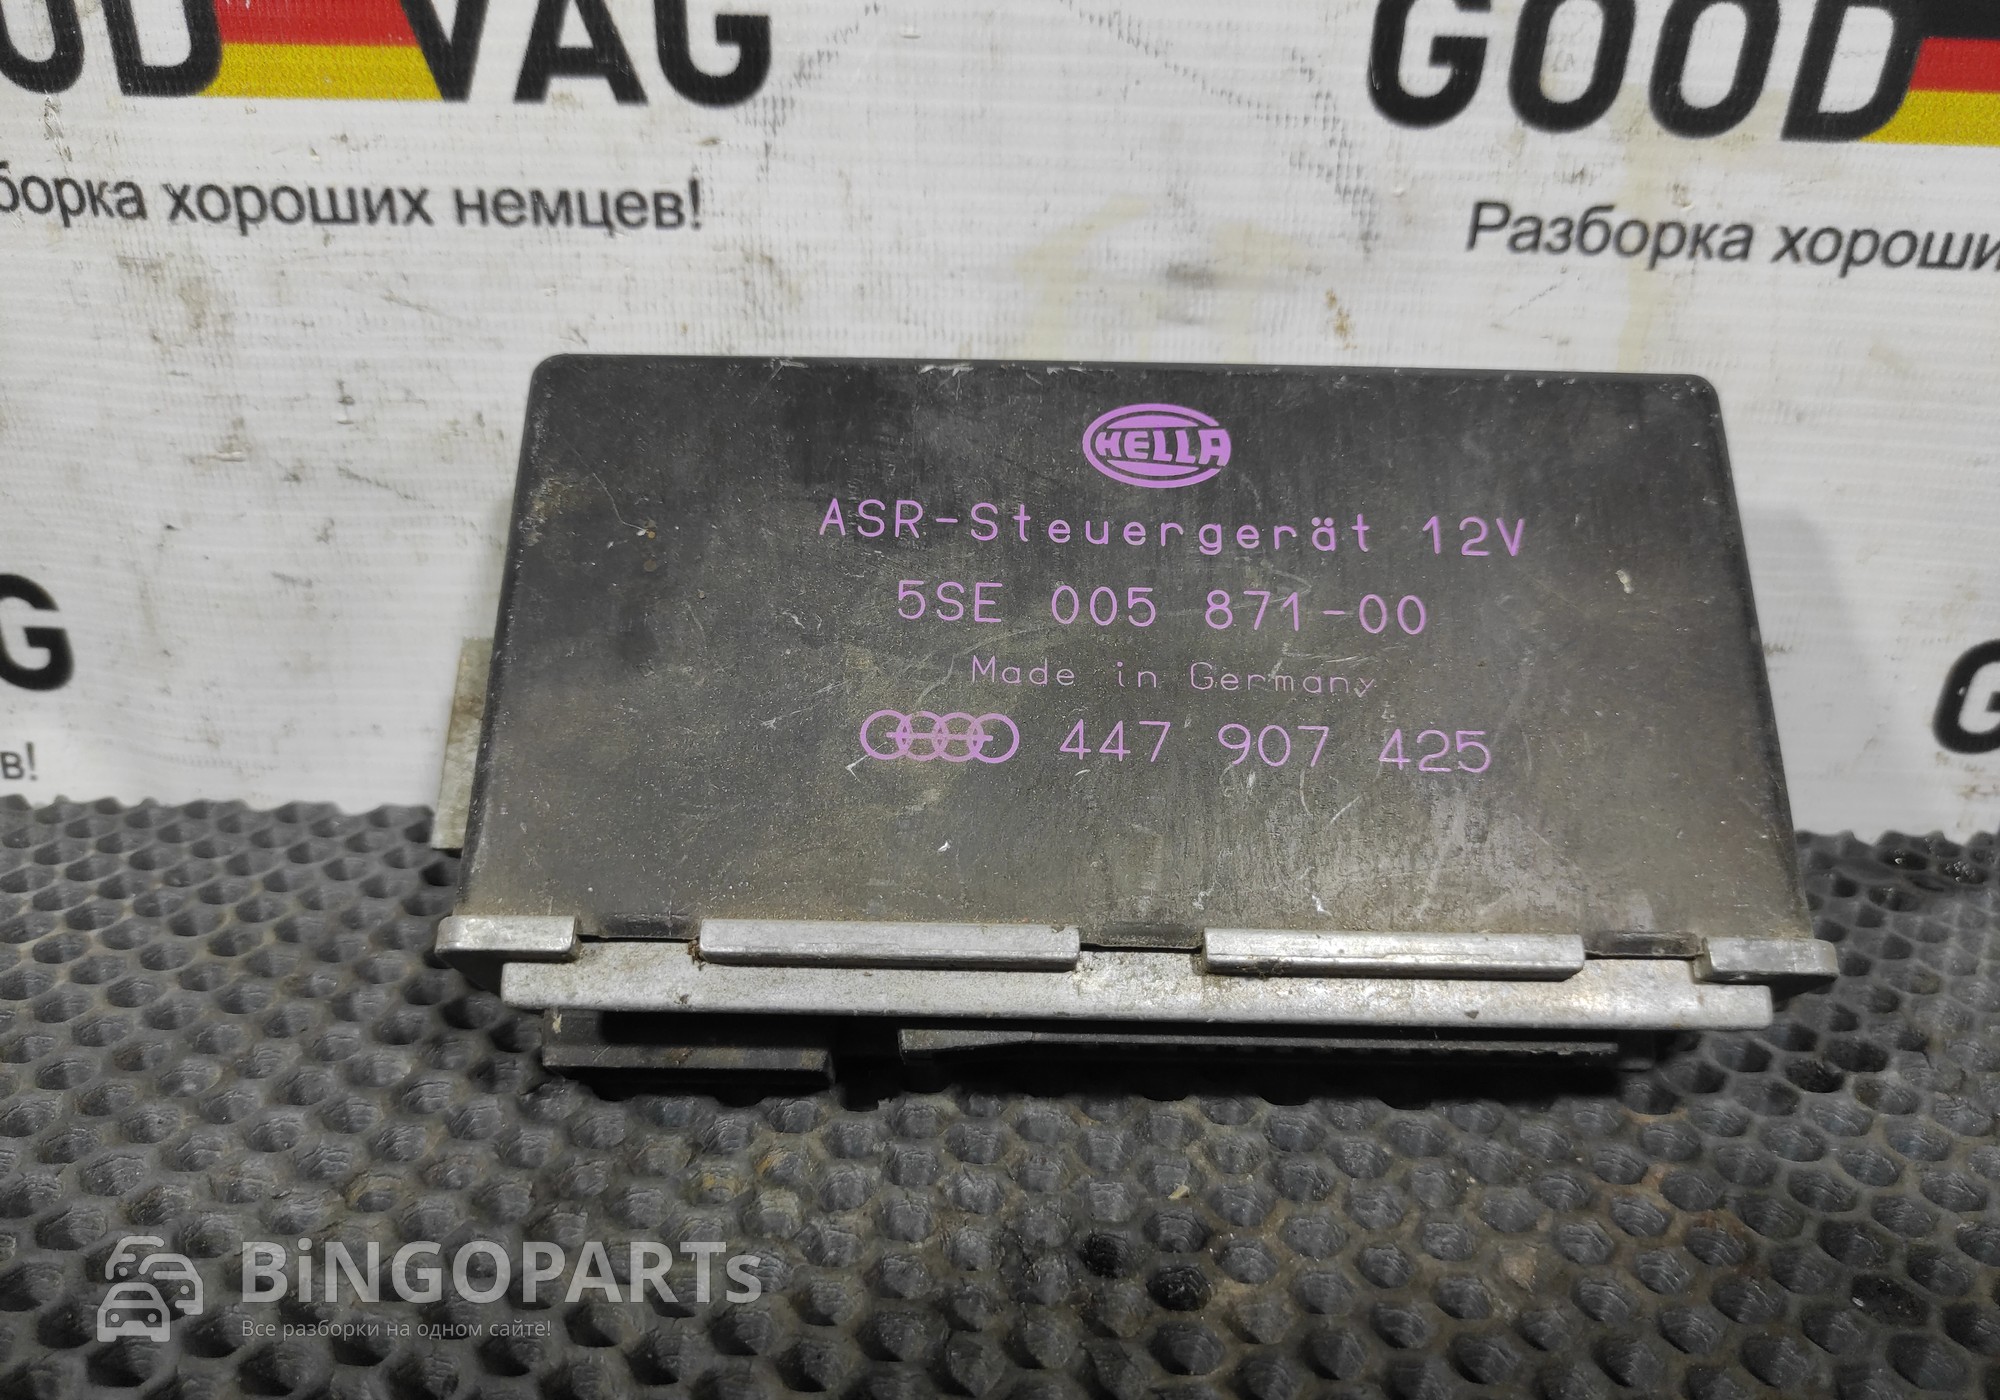 OOD VAG
GOOD
борка хороших немцев!
Разборка хороши
G
G
в!
HELLA
ASR-Steuergerät 12V
5SE 005 871-00
Made in Germany
447 907 425
BiNGOPARTs
Все разборки на одном сайте!